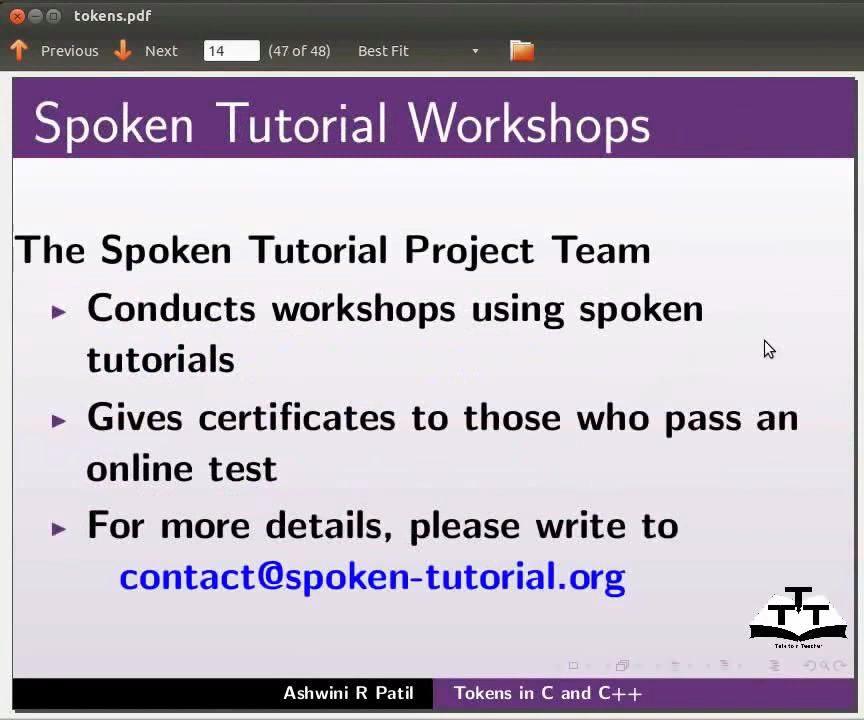 tokens.pdf
Previous Next 14 (47 of 48) Best Fit
Spoken Tutorial Workshops
The Spoken Tutorial Project Team
Conducts workshops using spoken
tutorials
Gives certificates to those who pass an
online test
For more details, please write to
contact@spoken-tutorial.org
TTT
Ashwini R Patil Tokens in C and C++